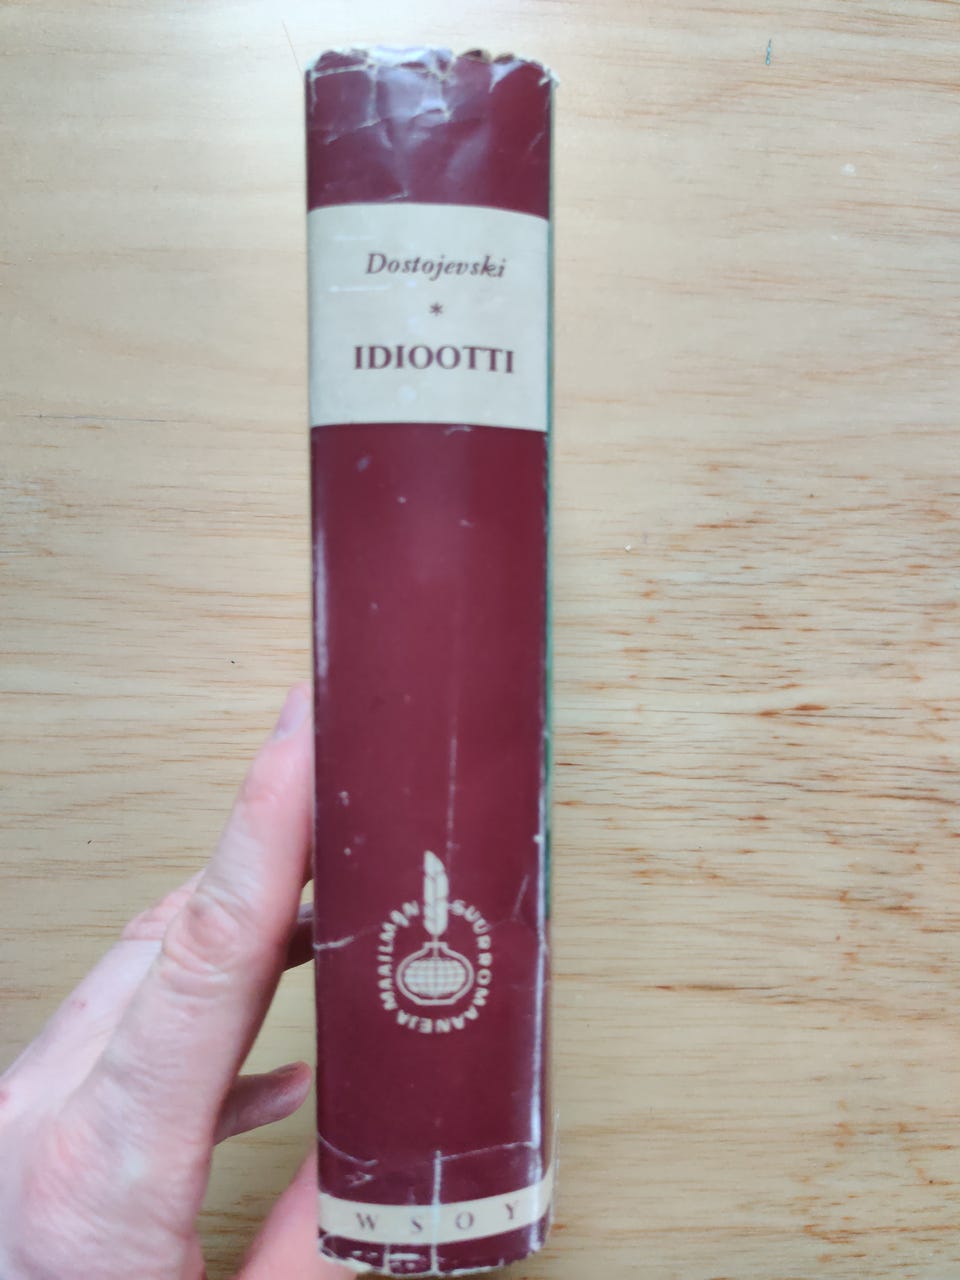 Dostojevski
*
IDIOOTTI
MAAILMAN SUURROMAANEJA
WSOY